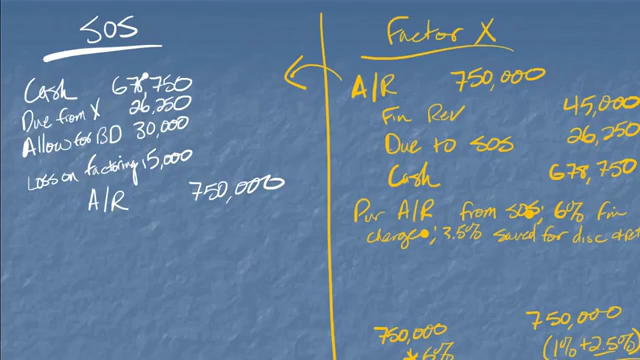 SOS
Cash 678,750
Due from X 26,250
Allow for BD 30,000
Loss on factoring 15,000
A/R 750,000
Factor X
A/R 750,000
Fin Rev 45,000
Due to SOS 26,250
Cash 678,750
Pur A/R from SOS; 6% Fin
charge; 3.5% saved for disc &
750,000
* 6%
750,000
(1% + 2.5%)